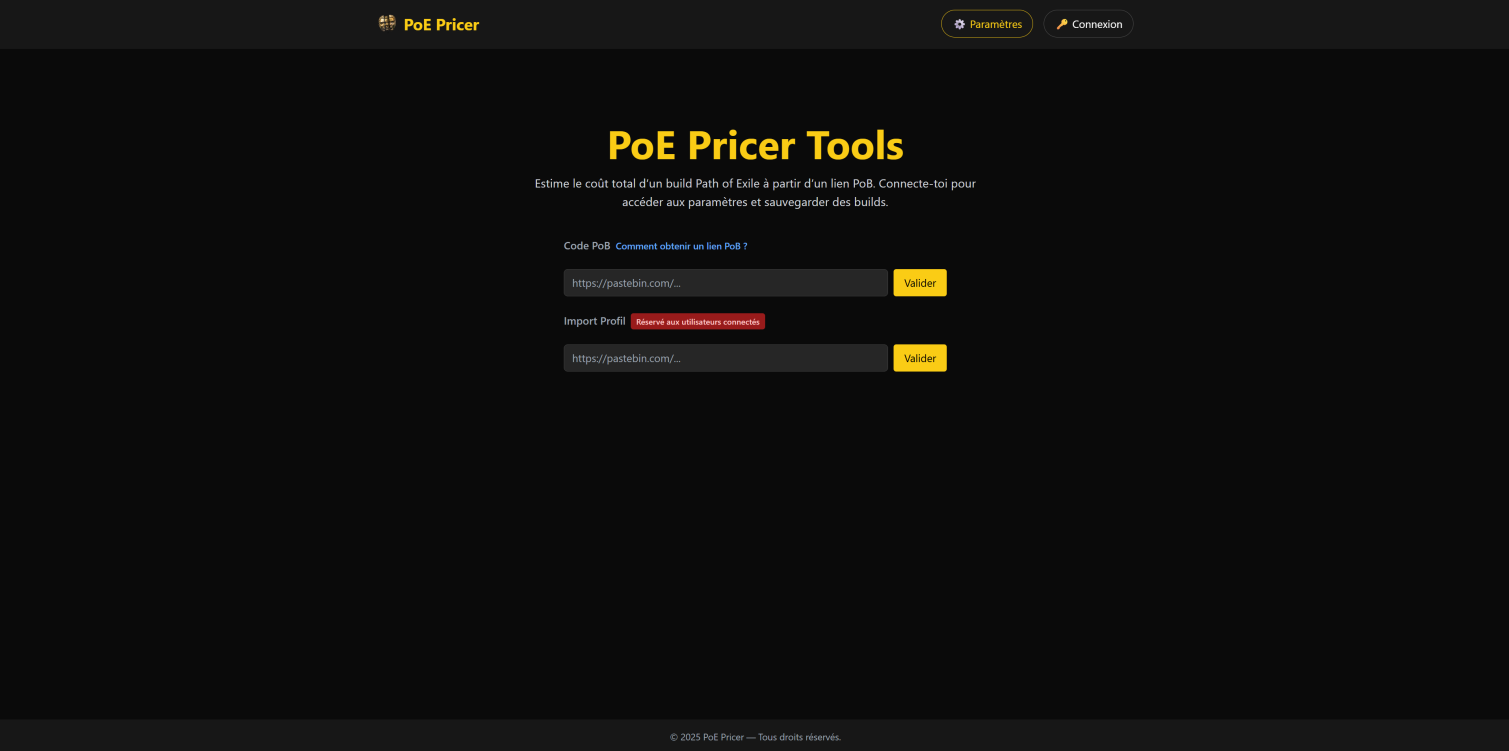 PoE Pricer
Paramètres
Connexion
PoE Pricer Tools
Estime le coût total d'un build Path of Exile à partir d'un lien PoB. Connecte-toi pour
accéder aux paramètres et sauvegarder des builds.
Code PoB Comment obtenir un lien PoB ?
https://pastebin.com/... Valider
Import Profil Réservé aux utilisateurs connectés
https://pastebin.com/... Valider
© 2025 PoE Pricer — Tous droits réservés.